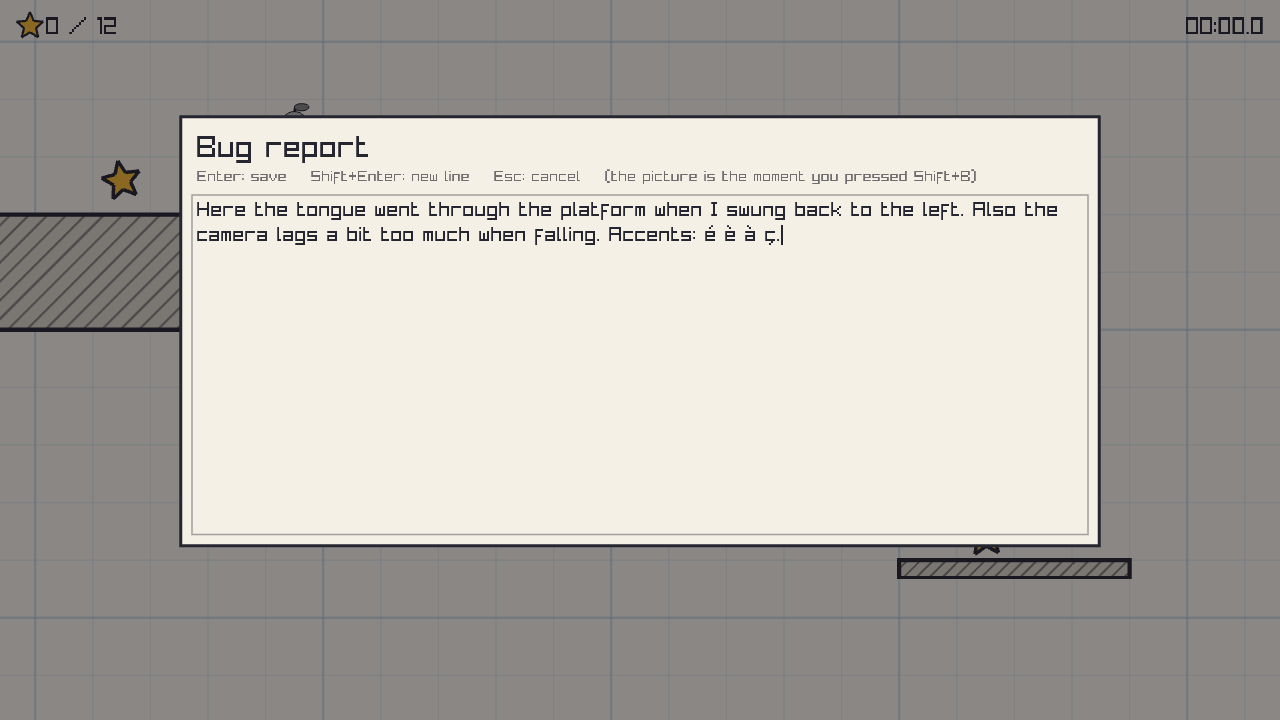 0 / 12
00:00.0
Bug report
Enter: save Shift+Enter: new line Esc: cancel (the picture is the moment you pressed Shift+B)
Here the tongue went through the platform when I swung back to the left. Also the
camera lags a bit too much when falling. Accents: é è à ç.